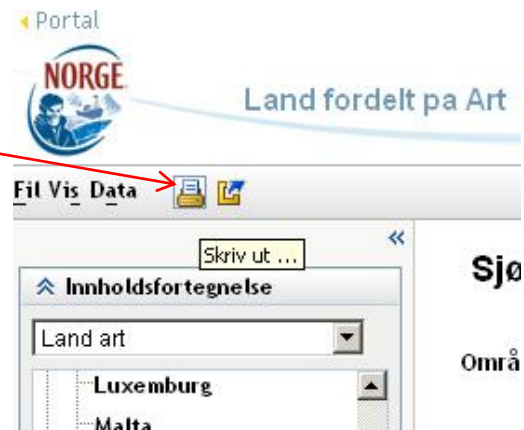 Portal
NORGE
Land fordelt pa Art
Fil Vis Data
Skriv ut ...
Innholdsfortegnelse
Sjø
Land art
Områ
Luxemburg
Malta